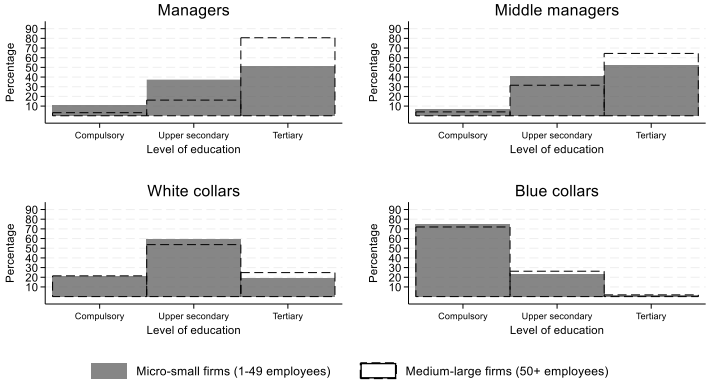 Managers
Percentage
90
80
70
60
50
40
30
20
10
Compulsory Upper secondary Tertiary
Level of education
Middle managers
Percentage
90
80
70
60
50
40
30
20
10
Compulsory Upper secondary Tertiary
Level of education
White collars
Percentage
90
80
70
60
50
40
30
20
10
Compulsory Upper secondary Tertiary
Level of education
Blue collars
Percentage
90
80
70
60
50
40
30
20
10
Compulsory Upper secondary Tertiary
Level of education
Micro-small firms (1-49 employees) Medium-large firms (50+ employees)